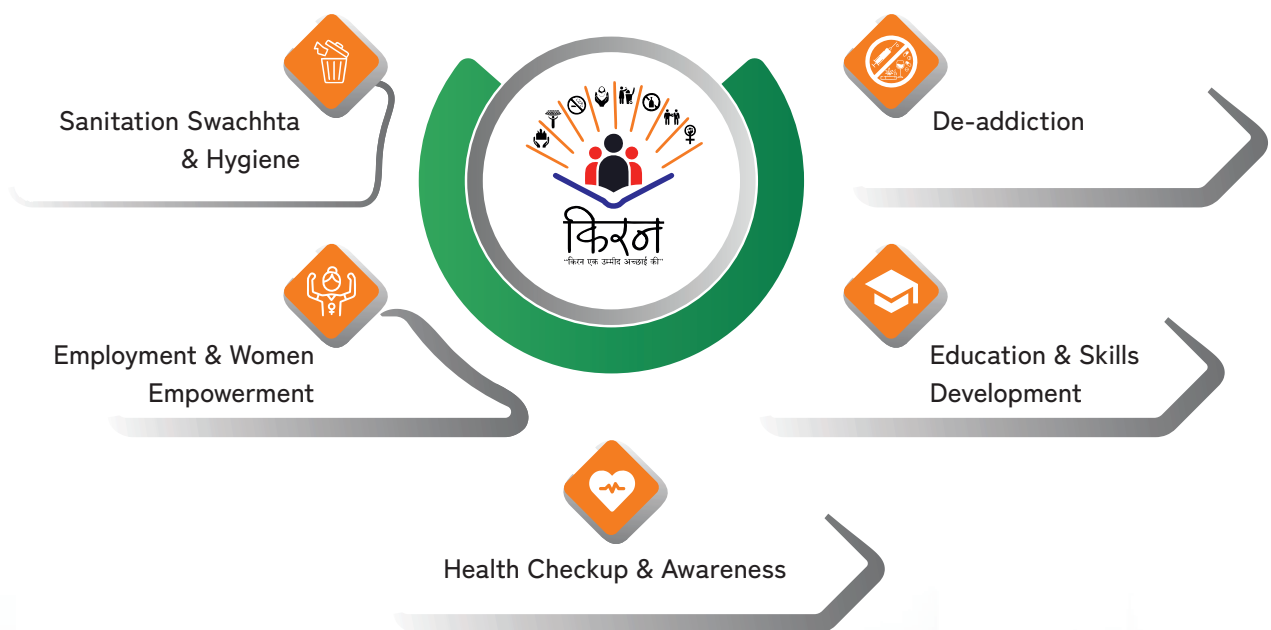 Sanitation Swachhta
& Hygiene
De-addiction
किरन
"किरन एक उम्मीद अच्छाई की"
Employment & Women
Empowerment
Education & Skills
Development
Health Checkup & Awareness